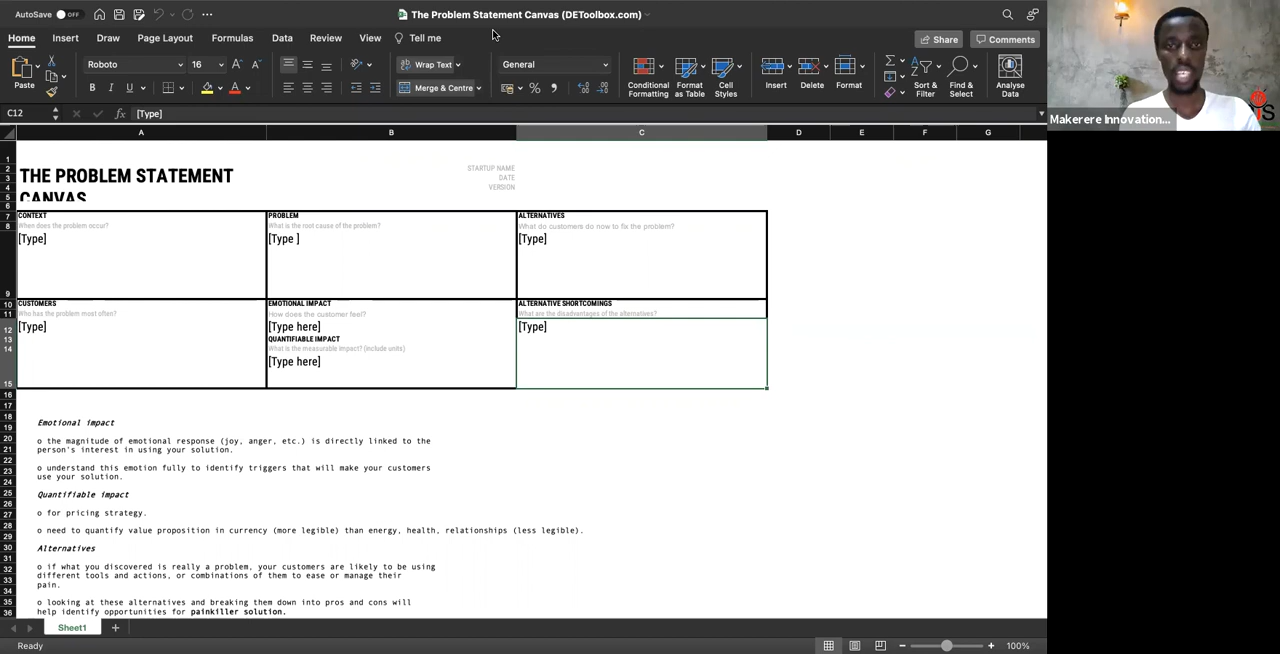 AutoSave OFF
The Problem Statement Canvas (DEToolbox.com)
Home Insert Draw Page Layout Formulas Data Review View Tell me
Share Comments
Paste
Roboto 16
B I U
Wrap Text
Merge & Centre
General
Conditional Formatting
Format as Table
Cell Styles
Insert Delete Format
Sort & Filter
Find & Select
Analyse Data
C12 fx [Type]
A B C D E F G
THE PROBLEM STATEMENT
CANVAS
STARTUP NAME
DATE
VERSION
CONTEXT
When does the problem occur?
[Type]
PROBLEM
What is the root cause of the problem?
[Type ]
ALTERNATIVES
What do customers do now to fix the problem?
[Type]
CUSTOMERS
Who has the problem most often?
[Type]
EMOTIONAL IMPACT
How does the customer feel?
[Type here]
QUANTIFIABLE IMPACT
What is the measurable impact? (include units)
[Type here]
ALTERNATIVE SHORTCOMINGS
What are the disadvantages of the alternatives?
[Type]
Emotional impact
o the magnitude of emotional response (joy, anger, etc.) is directly linked to the
person's interest in using your solution.
o understand this emotion fully to identify triggers that will make your customers
use your solution.
Quantifiable impact
o for pricing strategy.
o need to quantify value proposition in currency (more legible) than energy, health, relationships (less legible).
Alternatives
o if what you discovered is really a problem, your customers are likely to be using
different tools and actions, or combinations of them to ease or manage their
pain.
o looking at these alternatives and breaking them down into pros and cons will
help identify opportunities for painkiller solution.
Sheet1
Ready
100%
Makerere Innovation...